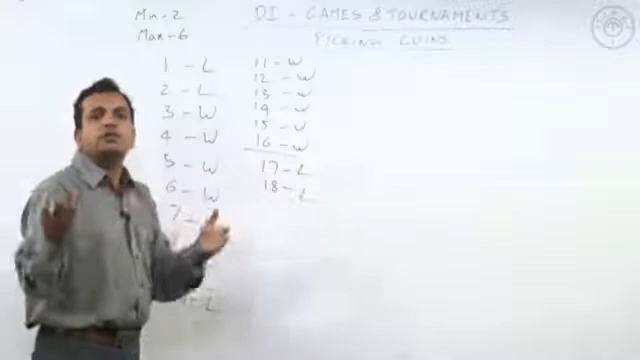 Min - 2
Max - 6
DI - GAMES & TOURNAMENTS
PICKING COINS
1 - L
2 - L
3 - W
4 - W
5 - W
6 - W
7 -
L
11 - W
12 - W
13 - W
14 - W
15 - W
16 - W
17 - L
18 - L